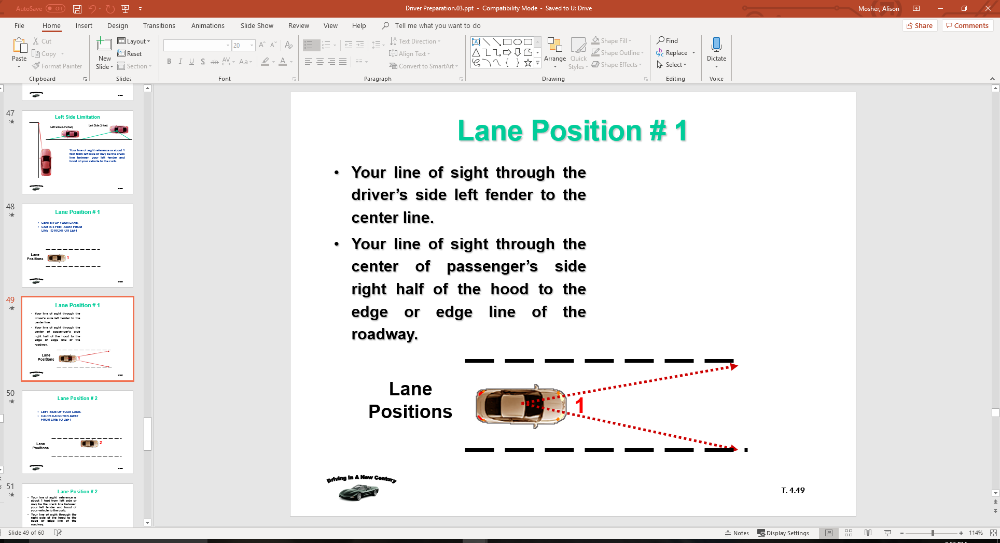 AutoSave Off
Driver Preparation.03.ppt - Compatibility Mode - Saved to U: Drive
Mosher, Alison
File Home Insert Design Transitions Animations Slide Show Review View Help Tell me what you want to do
Share Comments
Paste
Cut
Copy
Format Painter
Clipboard
New Slide
Layout
Reset
Section
Slides
20
B I U S ab AV Aa A
Font
Text Direction
Align Text
Convert to SmartArt
Paragraph
Arrange
Quick Styles
Shape Fill
Shape Outline
Shape Effects
Drawing
Find
Replace
Select
Editing
Dictate
Voice
47
Left Side Limitation
Left Side (6 inches)
Left Side (3 feet)
Your line of sight reference is about 1
foot from left side or may be the crack
line between your left fender and
hood of your vehicle to the curb.
48
Lane Position # 1
• CENTER OF YOUR LANE.
• CAR IS 3 FEET AWAY FROM
LINE TO RIGHT OR LEFT
Lane
Positions
1
49
Lane Position # 1
• Your line of sight through the
driver's side left fender to the
center line.
• Your line of sight through the
center of passenger's side
right half of the hood to the
edge or edge line of the
roadway.
Lane
Positions
1
50
Lane Position # 2
• LEFT SIDE OF YOUR LANE.
• CAR IS 0-6 INCHES AWAY
FROM LINE TO LEFT
Lane
Positions
2
51
Lane Position # 2
• Your line of sight reference is
about 1 foot from left side or
may be the crack line between
your left fender and hood of
your vehicle to the curb.
• Your line of sight through the
right side of the hood to the
edge or edge line of the
roadway.
Lane Position # 1
• Your line of sight through the
driver’s side left fender to the
center line.
• Your line of sight through the
center of passenger’s side
right half of the hood to the
edge or edge line of the
roadway.
Lane
Positions
1
Driving In A New Century
T. 4.49
Slide 49 of 60
Notes Display Settings 114%